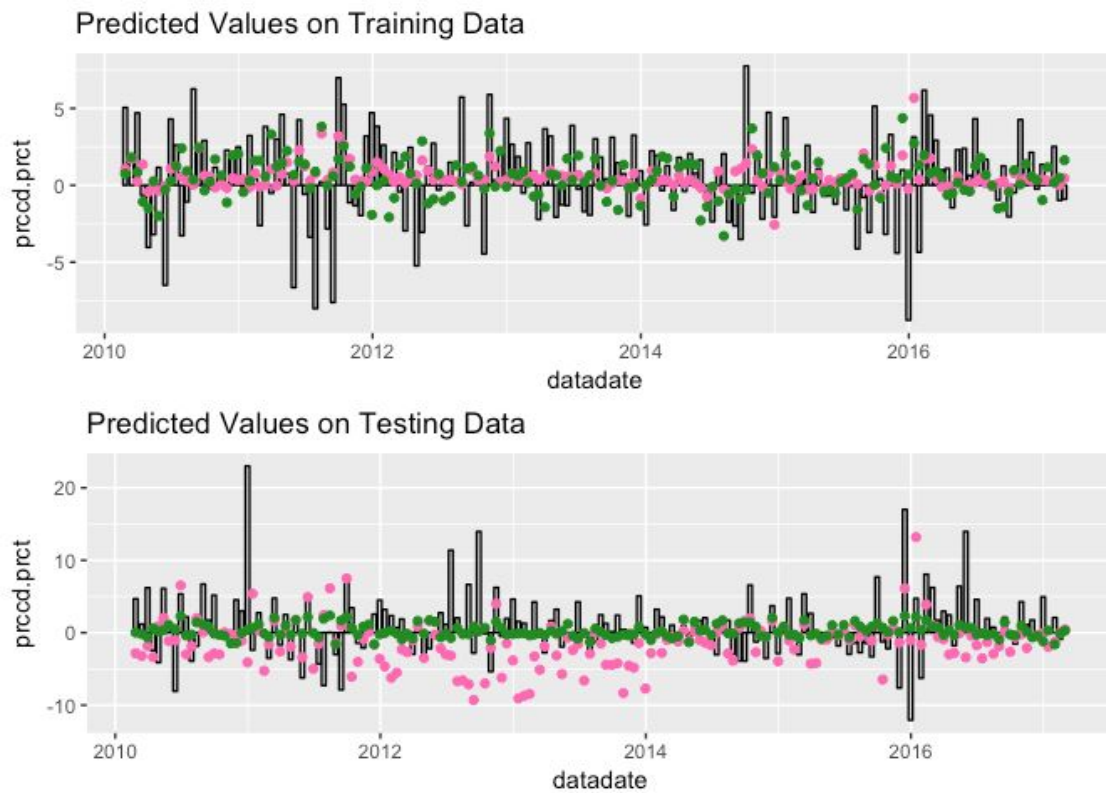 Predicted Values on Training Data
5
0
-5
prccd.prct
2010
2012
2014
2016
datadate
Predicted Values on Testing Data
20
10
0
-10
prccd.prct
2010
2012
2014
2016
datadate